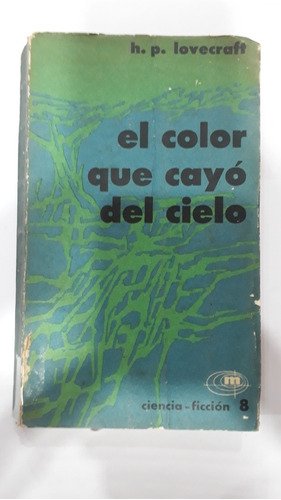 h. p. lovecraft
el color
que cayó
del cielo
m
ciencia-ficción 8